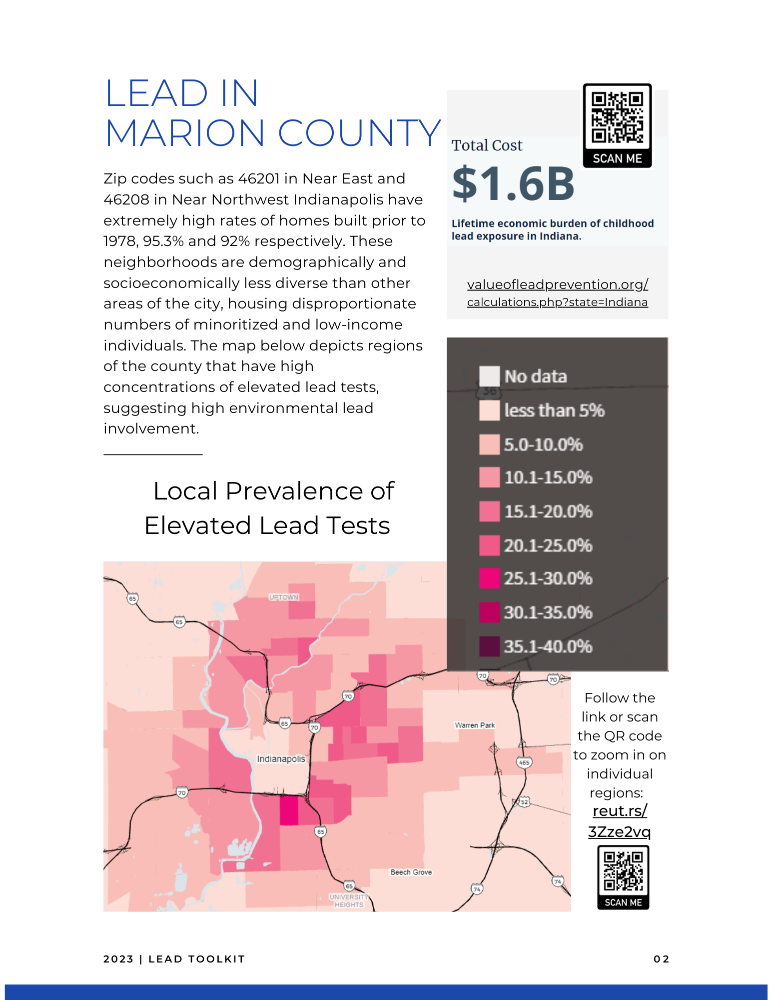 LEAD IN
MARION COUNTY
Zip codes such as 46201 in Near East and
46208 in Near Northwest Indianapolis have
extremely high rates of homes built prior to
1978, 95.3% and 92% respectively. These
neighborhoods are demographically and
socioeconomically less diverse than other
areas of the city, housing disproportionate
numbers of minoritized and low-income
individuals. The map below depicts regions
of the county that have high
concentrations of elevated lead tests,
suggesting high environmental lead
involvement.
SCAN ME
Total Cost
$1.6B
Lifetime economic burden of childhood
lead exposure in Indiana.
valueofleadprevention.org/
calculations.php?state=Indiana
No data
36
less than 5%
5.0-10.0%
10.1-15.0%
15.1-20.0%
20.1-25.0%
25.1-30.0%
30.1-35.0%
35.1-40.0%
Local Prevalence of
Elevated Lead Tests
65
UPTOWN
65
70
70
70
65
70
Warren Park
Indianapolis
465
70
52
65
Beech Grove
65
74
74
UNIVERSITY
HEIGHTS
Follow the
link or scan
the QR code
to zoom in on
individual
regions:
reut.rs/
3Zze2vq
SCAN ME
2023 | LEAD TOOLKIT
02